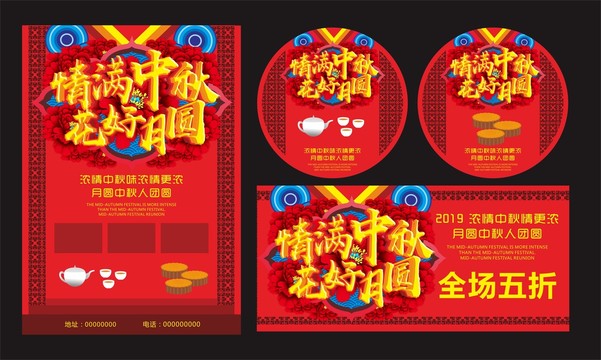 情满中秋
花好月圆
浓情中秋味浓情更浓
月圆中秋人团圆
THE MID-AUTUMN FESTIVAL IS MORE INTENSE
THAN THE MID-AUTUMN FESTIVAL
MID-AUTUMN FESTIVAL REUNION
地址：00000000 电话：000000000
情满中秋
花好月圆
浓情中秋味浓情更浓
月圆中秋人团圆
情满中秋
花好月圆
浓情中秋味浓情更浓
月圆中秋人团圆
情满中秋
花好月圆
2019 浓情中秋情更浓
月圆中秋人团圆
THE MID-AUTUMN FESTIVAL IS MORE INTENSE
THAN THE MID-AUTUMN FESTIVAL
MID-AUTUMN FESTIVAL REUNION
全场五折